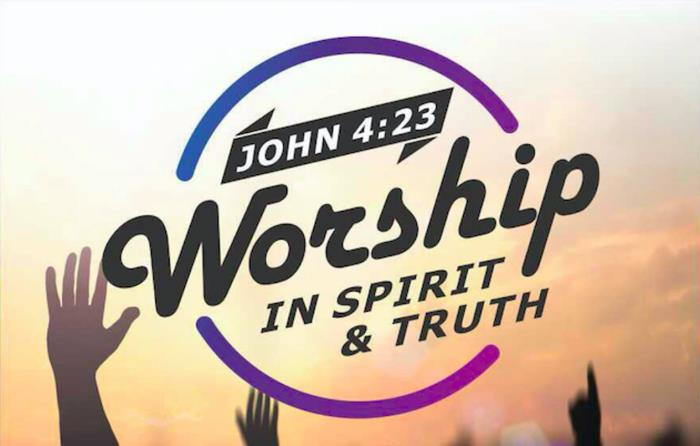 JOHN 4:23
Worship
IN SPIRIT
& TRUTH